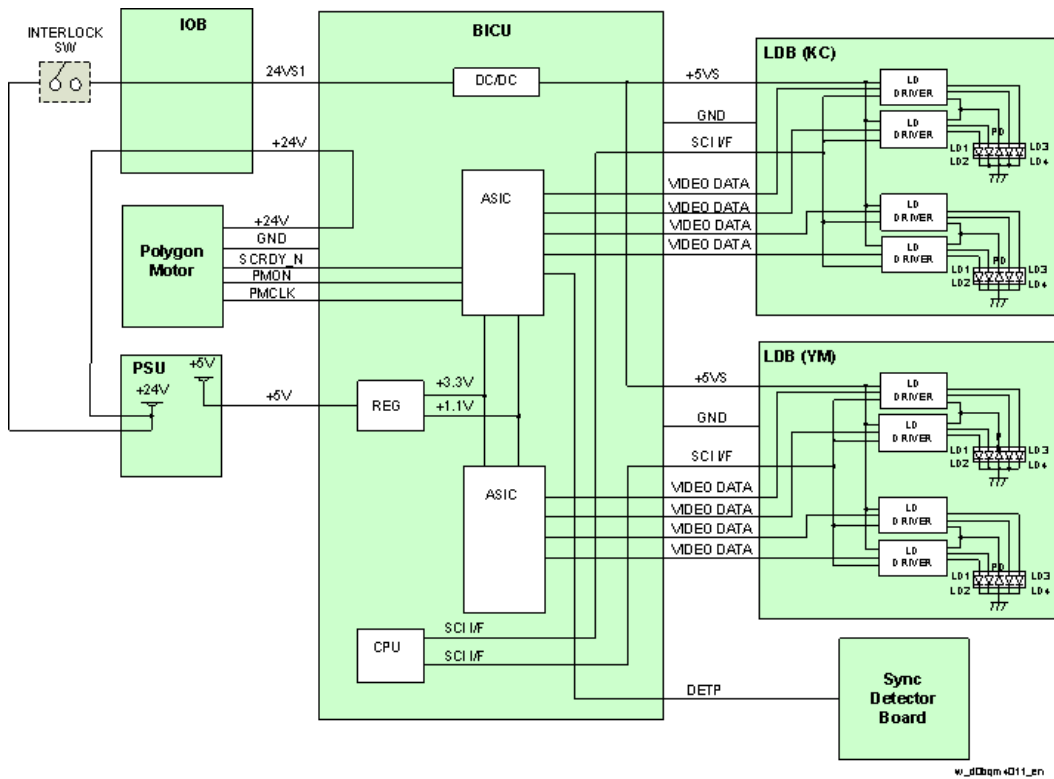 INTERLOCK
SW
IOB
24VS1
+24V
BICU
DC/DC
ASIC
REG
+3.3V
+1.1V
ASIC
CPU
SCI I/F
SCI I/F
Polygon
Motor
+24V
GND
SCRDY_N
PMON
PMCLK
PSU
+5V
+24V
+5V
+5VS
GND
SCI I/F
VIDEO DATA
VIDEO DATA
VIDEO DATA
VIDEO DATA
LDB (KC)
LD
DRIVER
LD
DRIVER
PD
LD1
LD2
LD3
LD4
LD
DRIVER
LD
DRIVER
PD
LD1
LD2
LD3
LD4
+5VS
GND
SCI I/F
VIDEO DATA
VIDEO DATA
VIDEO DATA
VIDEO DATA
LDB (YM)
LD
DRIVER
LD
DRIVER
LD1
LD2
LD3
LD4
LD
DRIVER
LD
DRIVER
PD
LD1
LD2
LD3
LD4
DETP
Sync
Detector
Board